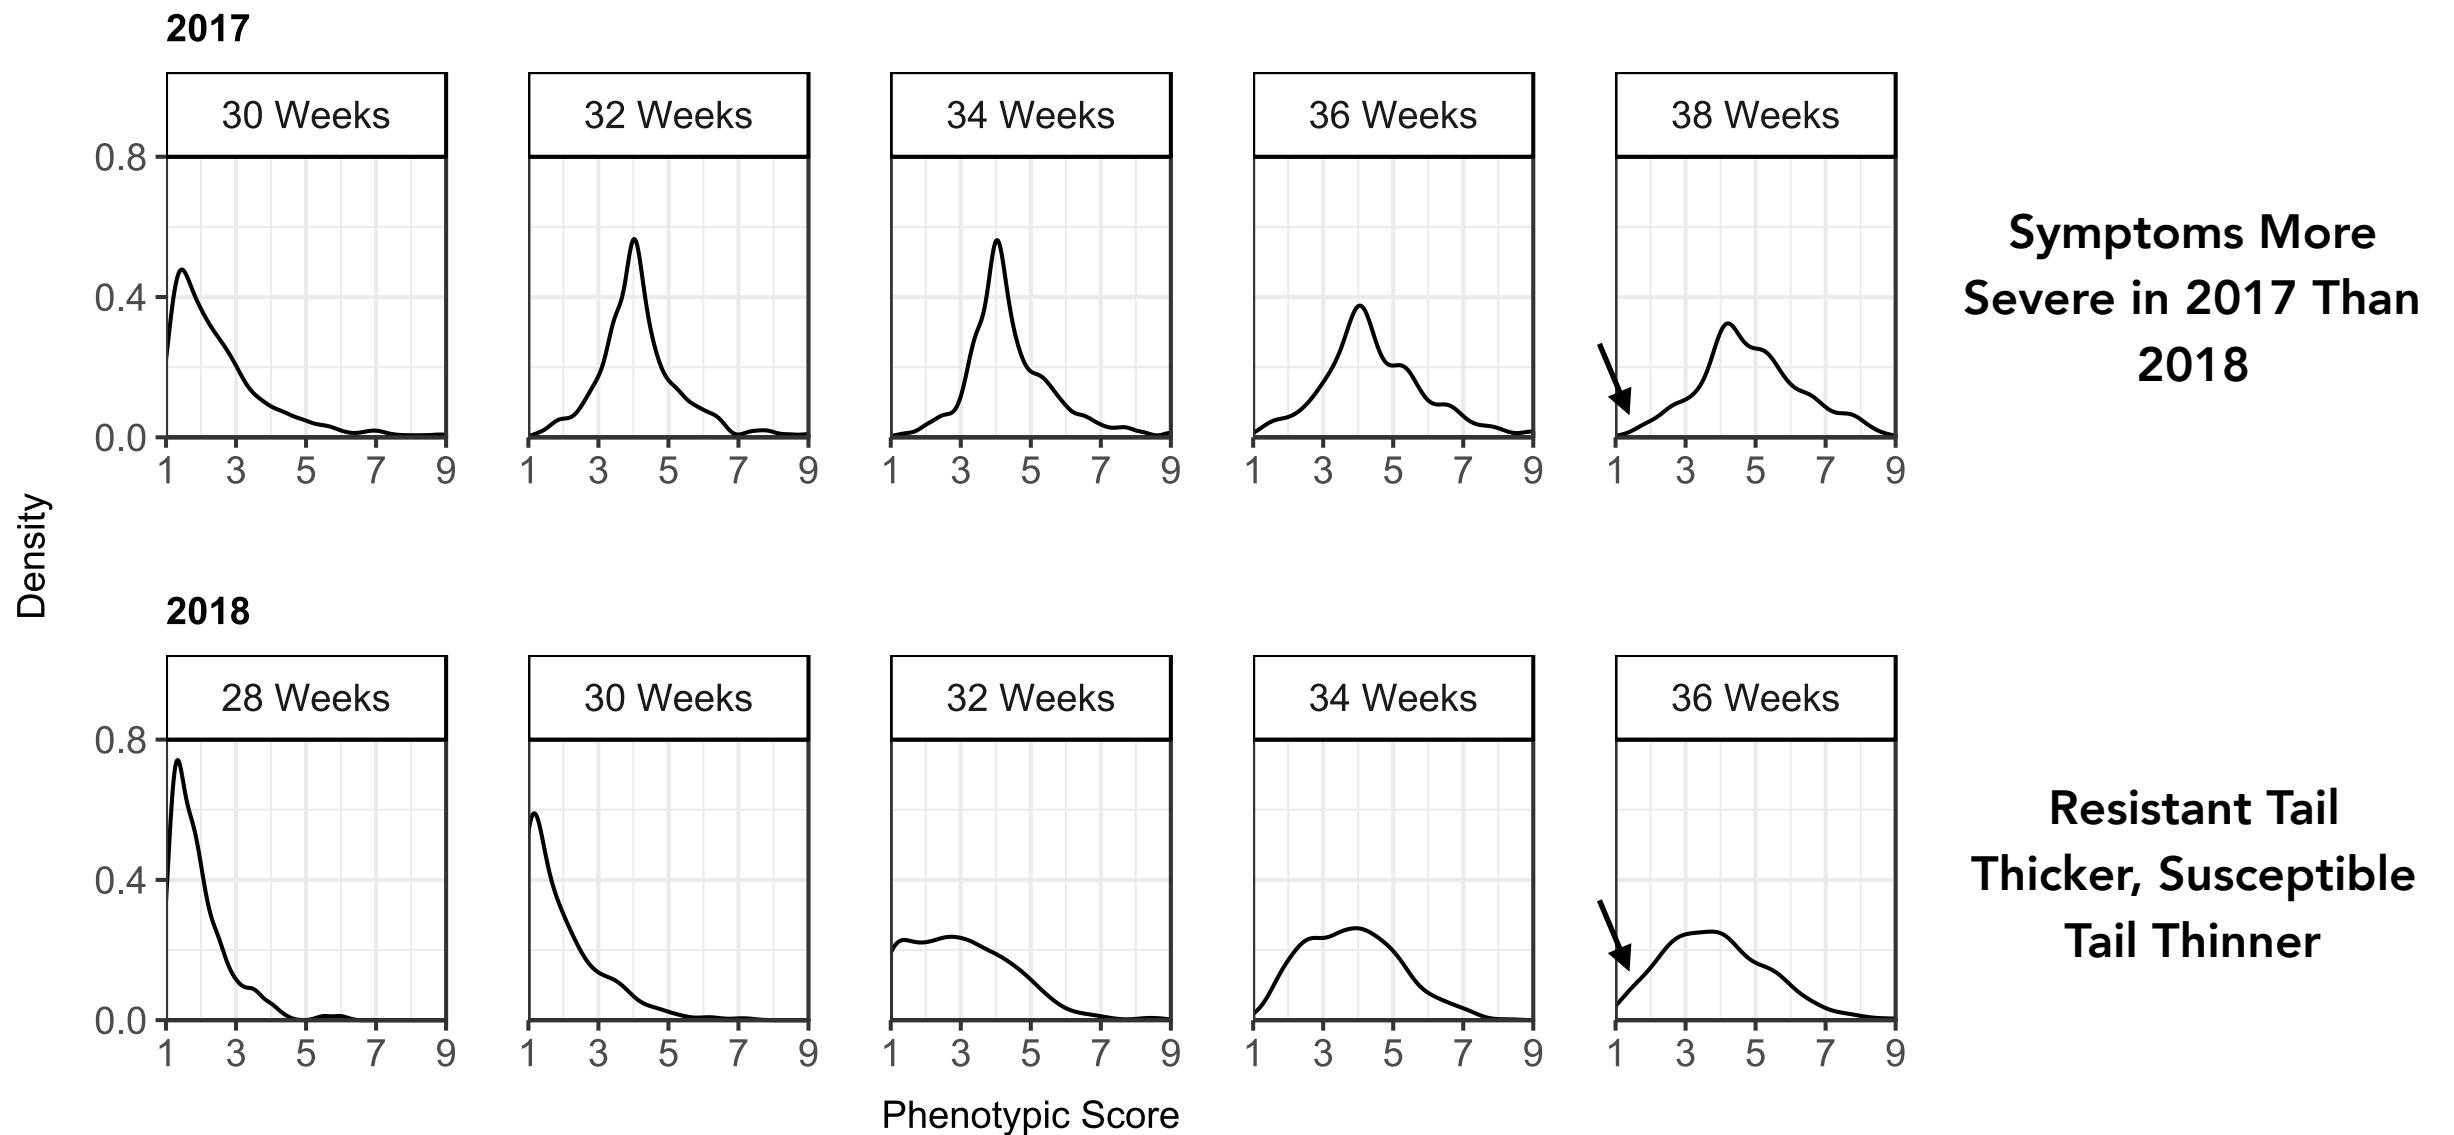 2017
30 Weeks
32 Weeks
34 Weeks
36 Weeks
38 Weeks
0.8
0.4
0.0
1 3 5 7 9
1 3 5 7 9
1 3 5 7 9
1 3 5 7 9
1 3 5 7 9
Symptoms More
Severe in 2017 Than
2018
Density
2018
28 Weeks
30 Weeks
32 Weeks
34 Weeks
36 Weeks
0.8
0.4
0.0
1 3 5 7 9
1 3 5 7 9
1 3 5 7 9
1 3 5 7 9
1 3 5 7 9
Resistant Tail
Thicker, Susceptible
Tail Thinner
Phenotypic Score